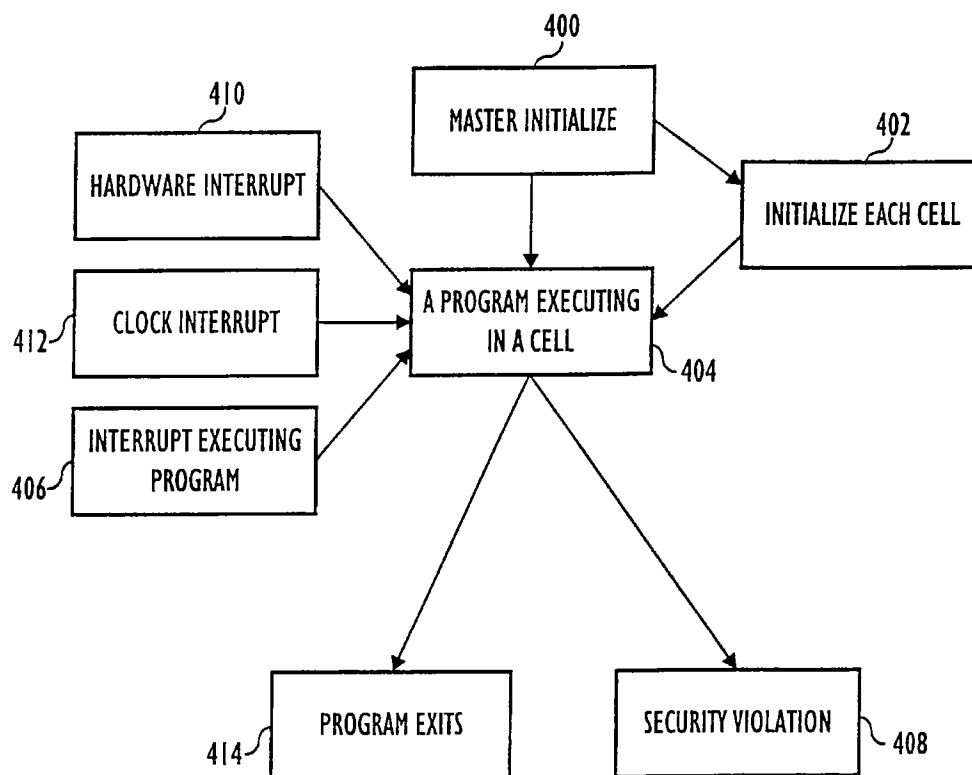 400
MASTER INITIALIZE
410
HARDWARE INTERRUPT
402
INITIALIZE EACH CELL
412
CLOCK INTERRUPT
A PROGRAM EXECUTING
IN A CELL
404
406
INTERRUPT EXECUTING
PROGRAM
414
PROGRAM EXITS
SECURITY VIOLATION
408